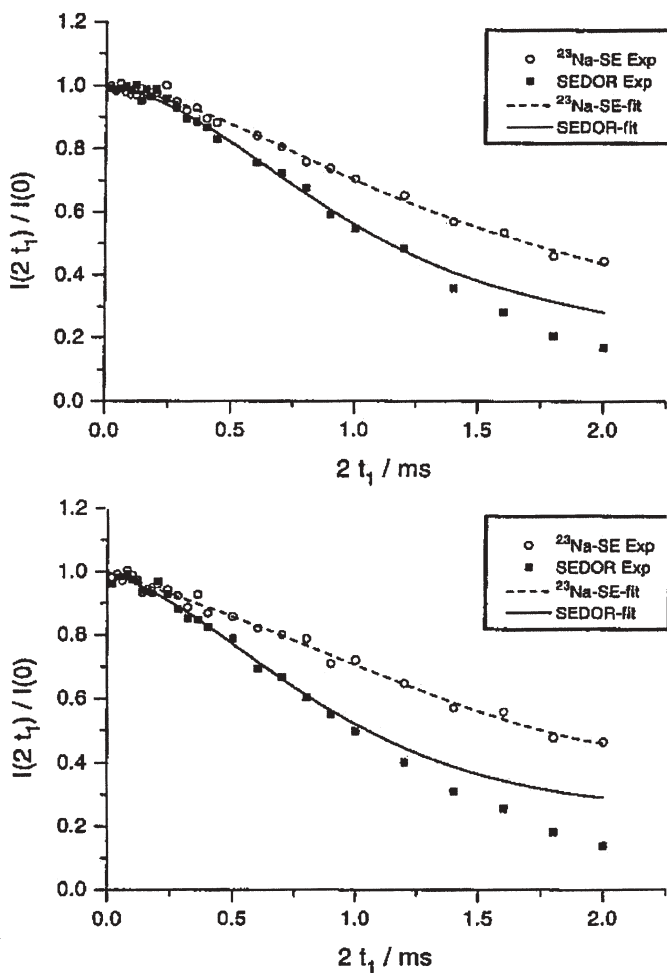 1.2
1.0
0.8
0.6
0.4
0.2
0.0
I(2 t₁) / I(0)
²³Na-SE Exp
SEDOR Exp
²³Na-SE-fit
SEDOR-fit
0.0 0.5 1.0 1.5 2.0
2 t₁ / ms
1.2
1.0
0.8
0.6
0.4
0.2
0.0
I(2 t₁) / I(0)
²³Na-SE Exp
SEDOR Exp
²³Na-SE-fit
SEDOR-fit
0.0 0.5 1.0 1.5 2.0
2 t₁ / ms